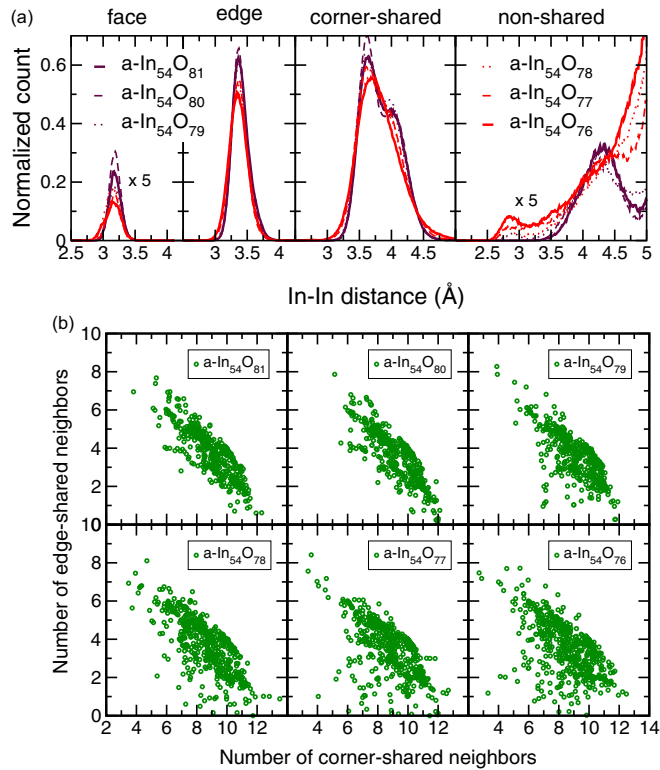 (a) face edge corner-shared non-shared
Normalized count
0.6
0.4
0.2
0
a-In54O81
a-In54O80
a-In54O79
x 5
a-In54O78
a-In54O77
a-In54O76
x 5
2.5 3 3.5 4 3 3.5 4 3 3.5 4 4.5 2.5 3 3.5 4 4.5 5
In-In distance (Å)
(b)
Number of edge-shared neighbors
10
8
6
4
2
10
8
6
4
2
0
a-In54O81 a-In54O80 a-In54O79
a-In54O78 a-In54O77 a-In54O76
2 4 6 8 10 12 4 6 8 10 12 4 6 8 10 12 14
Number of corner-shared neighbors